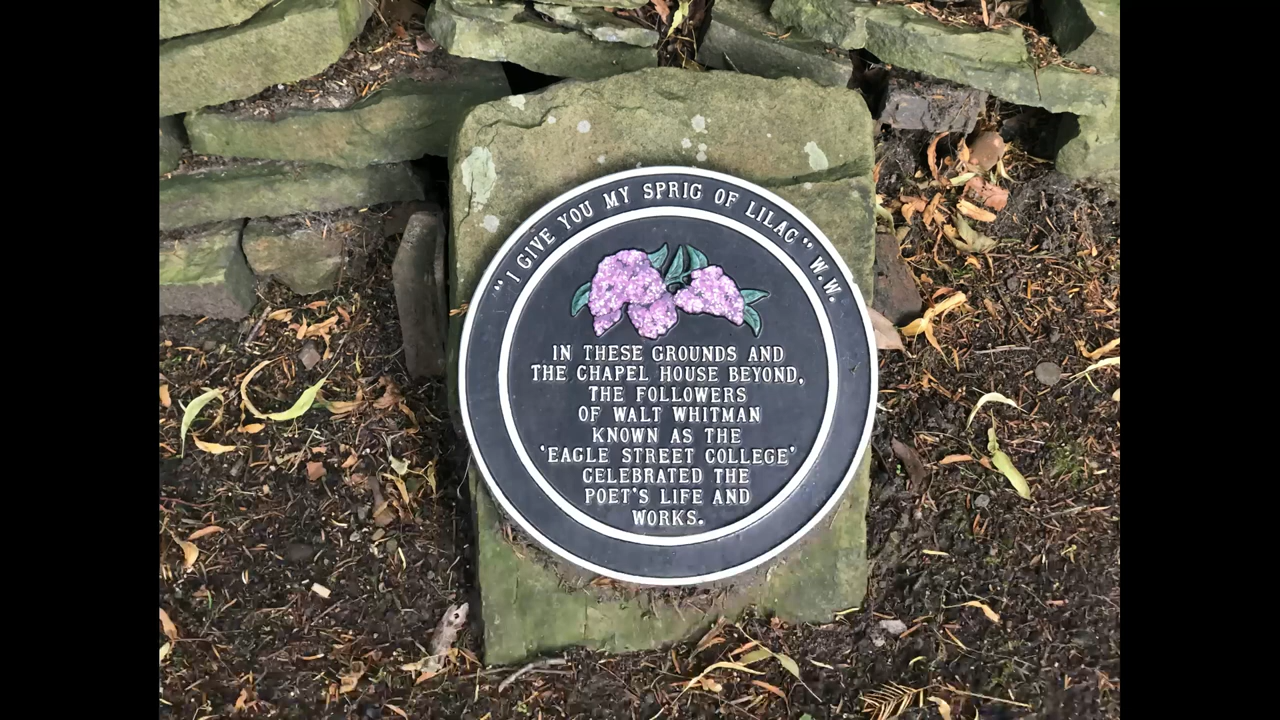 "I GIVE YOU MY SPRIG OF LILAC" W.W.
IN THESE GROUNDS AND
THE CHAPEL HOUSE BEYOND,
THE FOLLOWERS
OF WALT WHITMAN
KNOWN AS THE
'EAGLE STREET COLLEGE'
CELEBRATED THE
POET'S LIFE AND
WORKS.